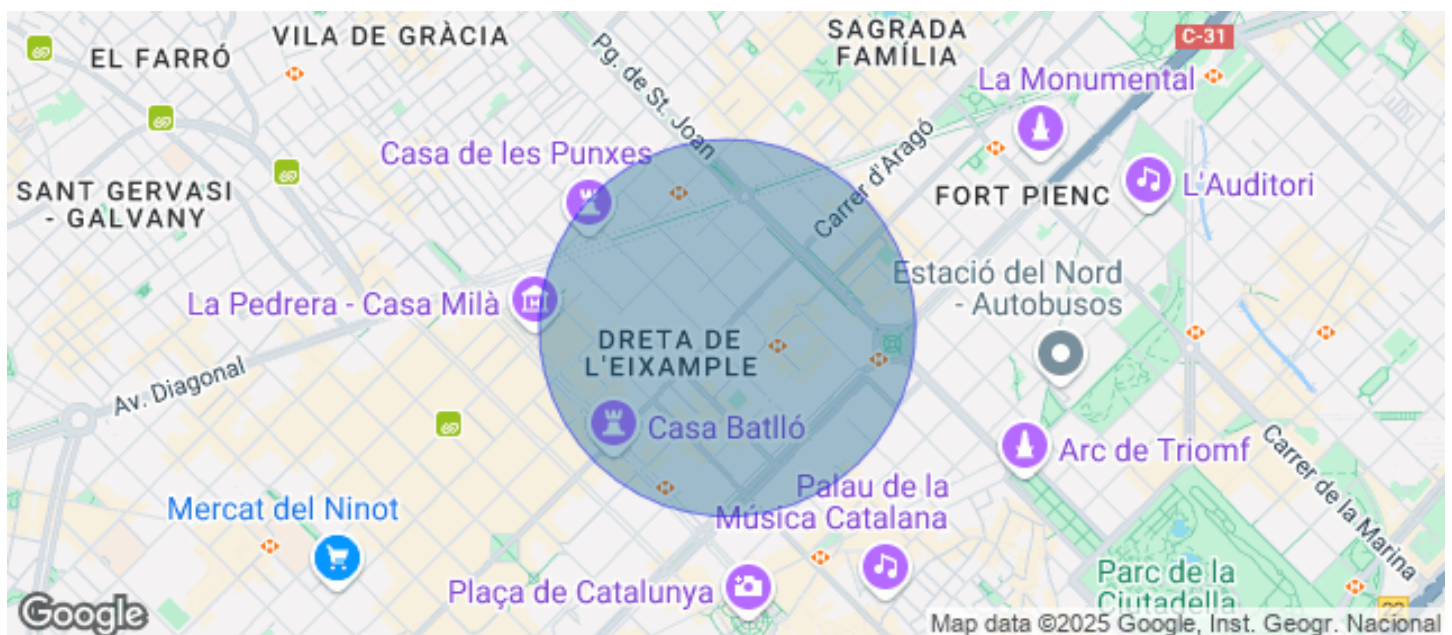 VILA DE GRÀCIA
SAGRADA
FAMÍLIA
C-31
EL FARRÓ
Pg. de St. Joan
La Monumental
Casa de les Punxes
Carrer d'Aragó
SANT GERVASI
- GALVANY
FORT PIENC
L'Auditori
Estació del Nord
- Autobusos
La Pedrera - Casa Milà
DRETA DE
L'EIXAMPLE
Av. Diagonal
Casa Batlló
Arc de Triomf
Carrer de la Marina
Mercat del Ninot
Palau de la
Música Catalana
Plaça de Catalunya
Parc de la
Ciutadella
Google
Map data ©2025 Google, Inst. Geogr. Nacional